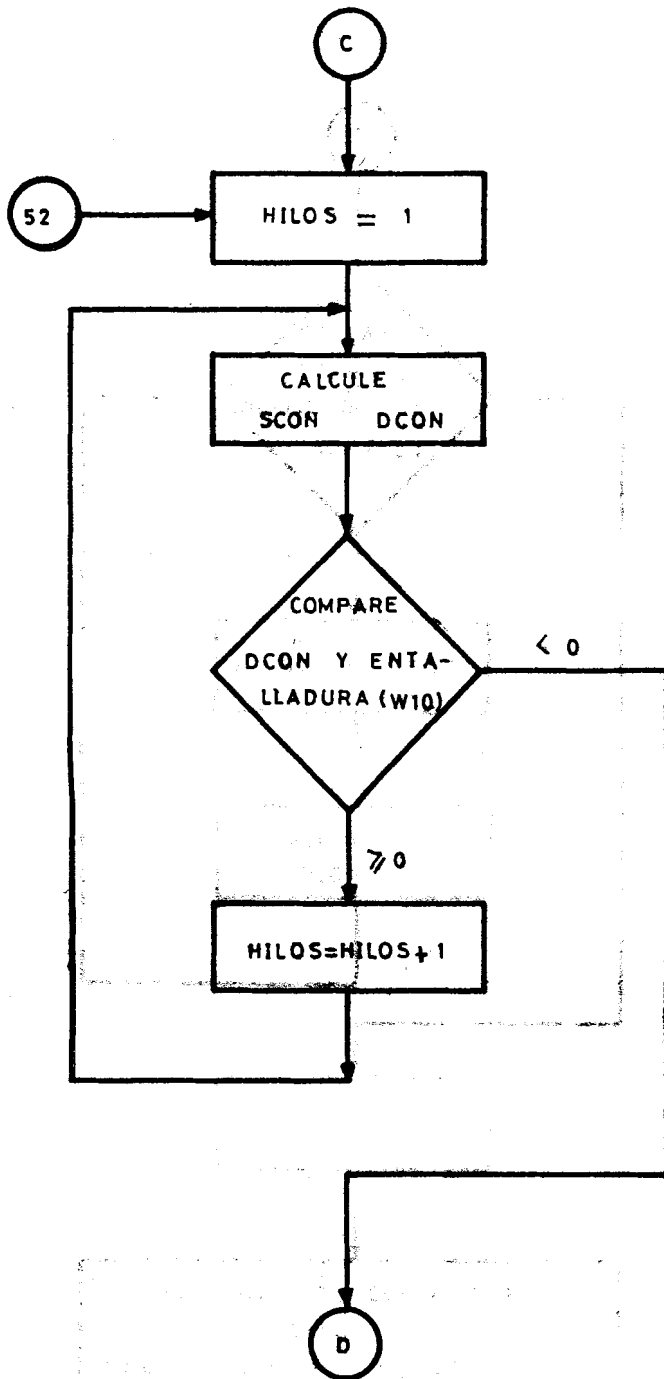 C
52
HILOS = 1
CALCULE
SCON DCON
COMPARE
DCON Y ENTA-
LLADURA (W10)
< 0
⩾ 0
HILOS=HILOS+1
D